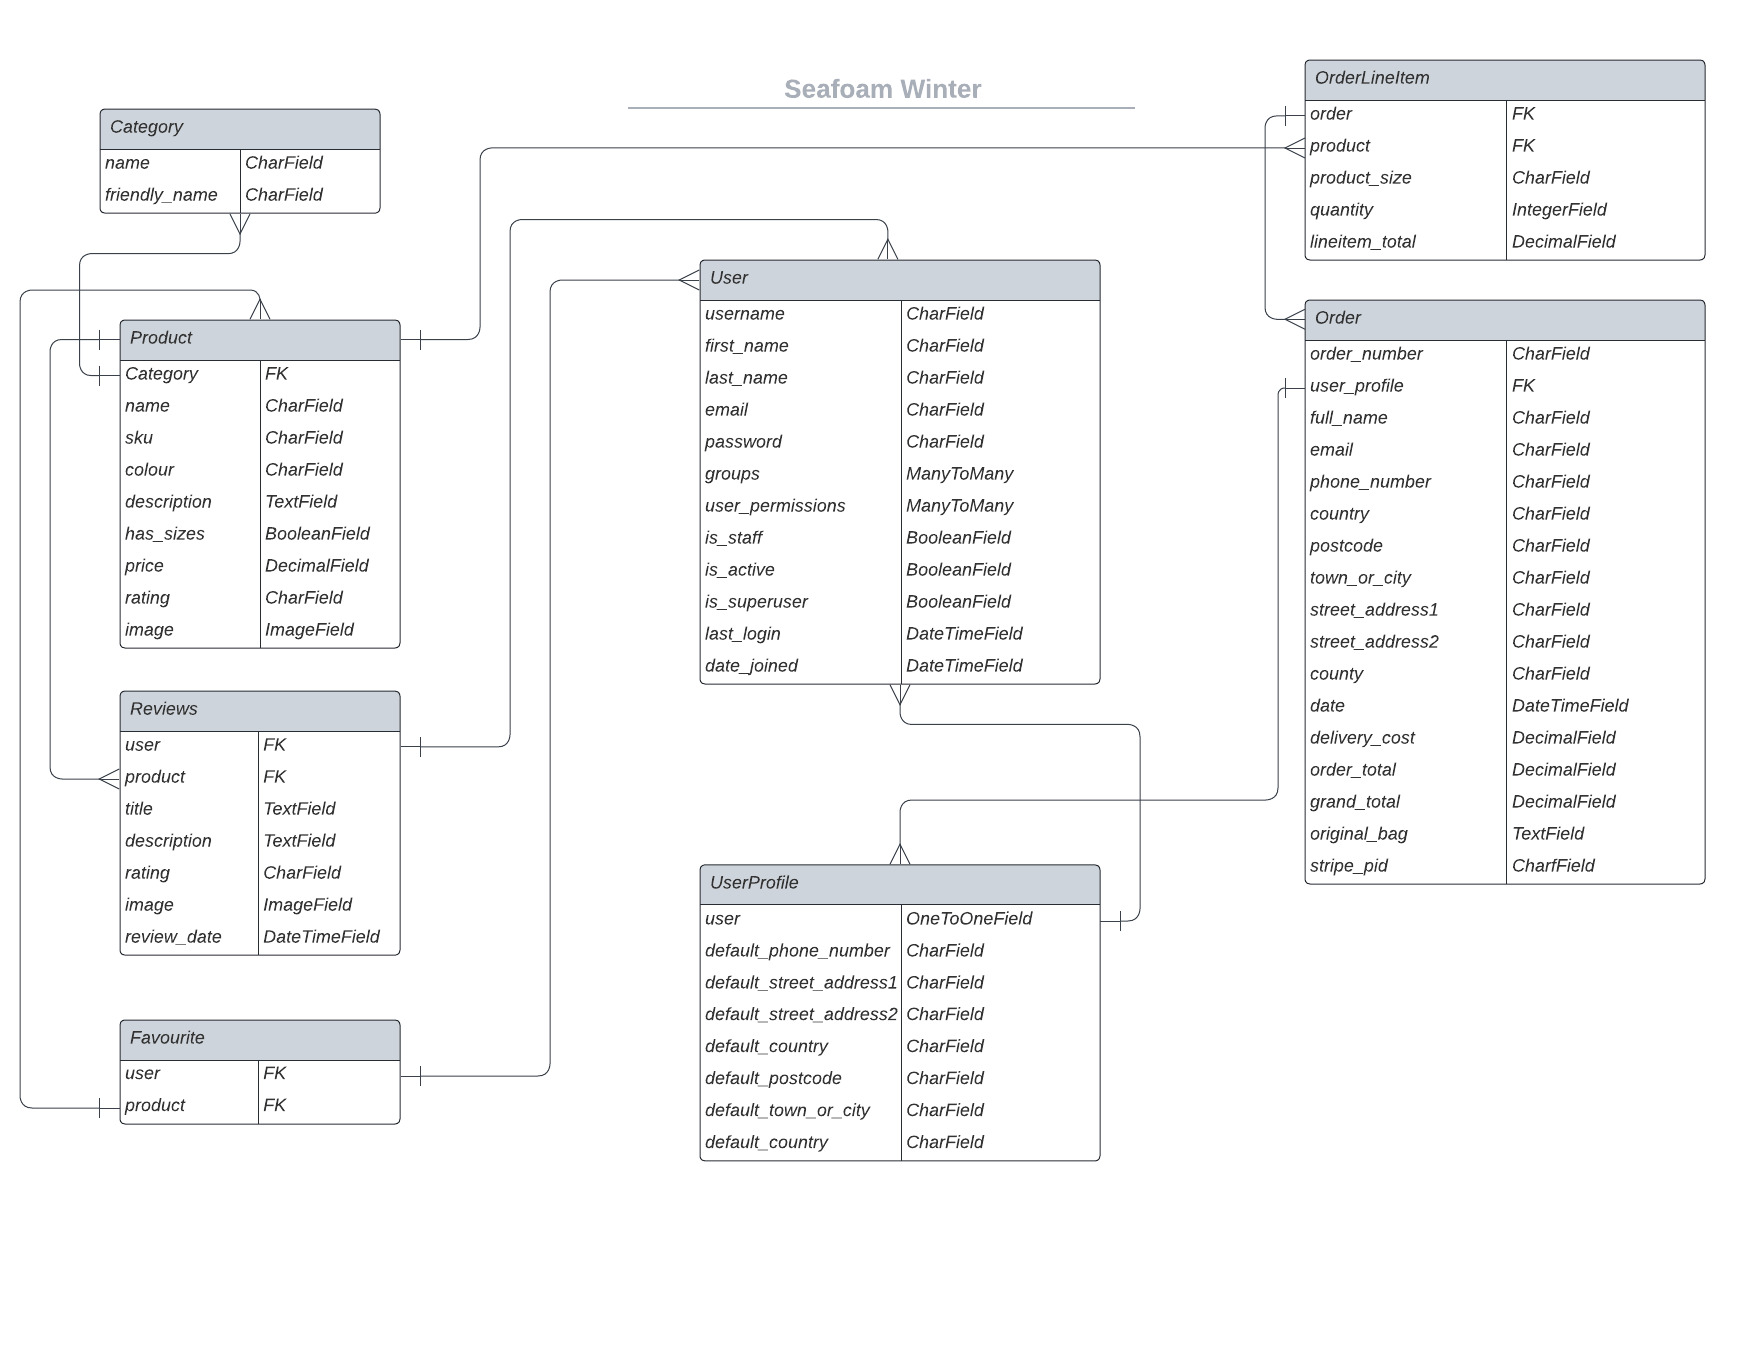 Seafoam Winter
Category
name CharField
friendly_name CharField
Product
Category FK
name CharField
sku CharField
colour CharField
description TextField
has_sizes BooleanField
price DecimalField
rating CharField
image ImageField
Reviews
user FK
product FK
title TextField
description TextField
rating CharField
image ImageField
review_date DateTimeField
Favourite
user FK
product FK
User
username CharField
first_name CharField
last_name CharField
email CharField
password CharField
groups ManyToMany
user_permissions ManyToMany
is_staff BooleanField
is_active BooleanField
is_superuser BooleanField
last_login DateTimeField
date_joined DateTimeField
UserProfile
user OneToOneField
default_phone_number CharField
default_street_address1 CharField
default_street_address2 CharField
default_country CharField
default_postcode CharField
default_town_or_city CharField
default_country CharField
OrderLineItem
order FK
product FK
product_size CharField
quantity IntegerField
lineitem_total DecimalField
Order
order_number CharField
user_profile FK
full_name CharField
email CharField
phone_number CharField
country CharField
postcode CharField
town_or_city CharField
street_address1 CharField
street_address2 CharField
county CharField
date DateTimeField
delivery_cost DecimalField
order_total DecimalField
grand_total DecimalField
original_bag TextField
stripe_pid CharfField